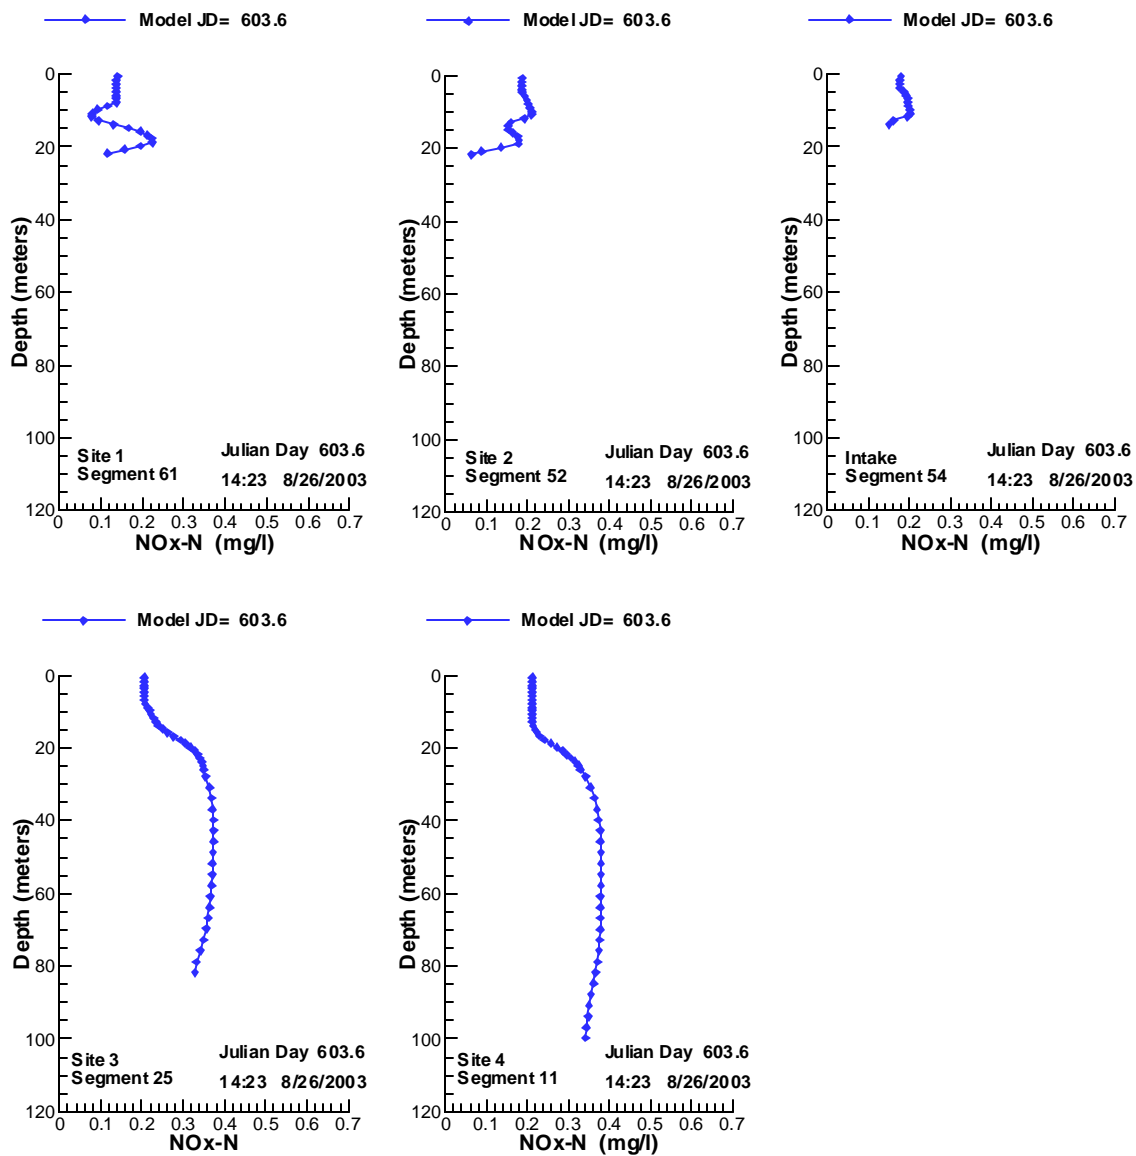 Model JD= 603.6
0
20
40
60
80
100
120
Depth (meters)
Site 1
Segment 61
Julian Day 603.6
14:23 8/26/2003
0 0.1 0.2 0.3 0.4 0.5 0.6 0.7
NOx-N (mg/l)
Model JD= 603.6
0
20
40
60
80
100
120
Depth (meters)
Site 2
Segment 52
Julian Day 603.6
14:23 8/26/2003
0 0.1 0.2 0.3 0.4 0.5 0.6 0.7
NOx-N (mg/l)
Model JD= 603.6
0
20
40
60
80
100
120
Depth (meters)
Intake
Segment 54
Julian Day 603.6
14:23 8/26/2003
0 0.1 0.2 0.3 0.4 0.5 0.6 0.7
NOx-N (mg/l)
Model JD= 603.6
0
20
40
60
80
100
120
Depth (meters)
Site 3
Segment 25
Julian Day 603.6
14:23 8/26/2003
0 0.1 0.2 0.3 0.4 0.5 0.6 0.7
NOx-N
Model JD= 603.6
0
20
40
60
80
100
120
Depth (meters)
Site 4
Segment 11
Julian Day 603.6
14:23 8/26/2003
0 0.1 0.2 0.3 0.4 0.5 0.6 0.7
NOx-N (mg/l)